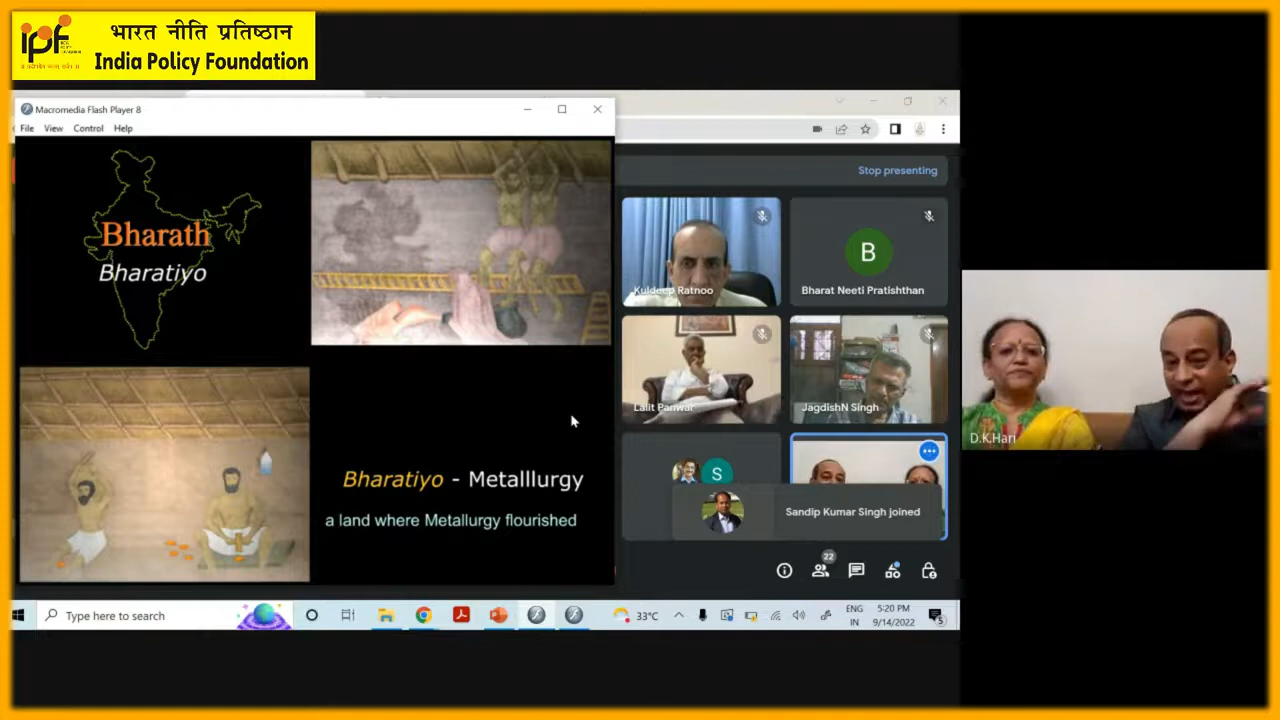 ipf
भारत नीति प्रतिष्ठान
India Policy Foundation
Macromedia Flash Player 8
File View Control Help
Bharath
Bharatiyo
Bharatiyo - Metalllurgy
a land where Metallurgy flourished
Stop presenting
Kuldeep Ratnoo
B
Bharat Neeti Pratishthan
Lalit Panwar
JagdishN Singh
S
Sandip Kumar Singh joined
22
D.K.Hari
Type here to search
33°C
ENG
IN
5:20 PM
9/14/2022
5